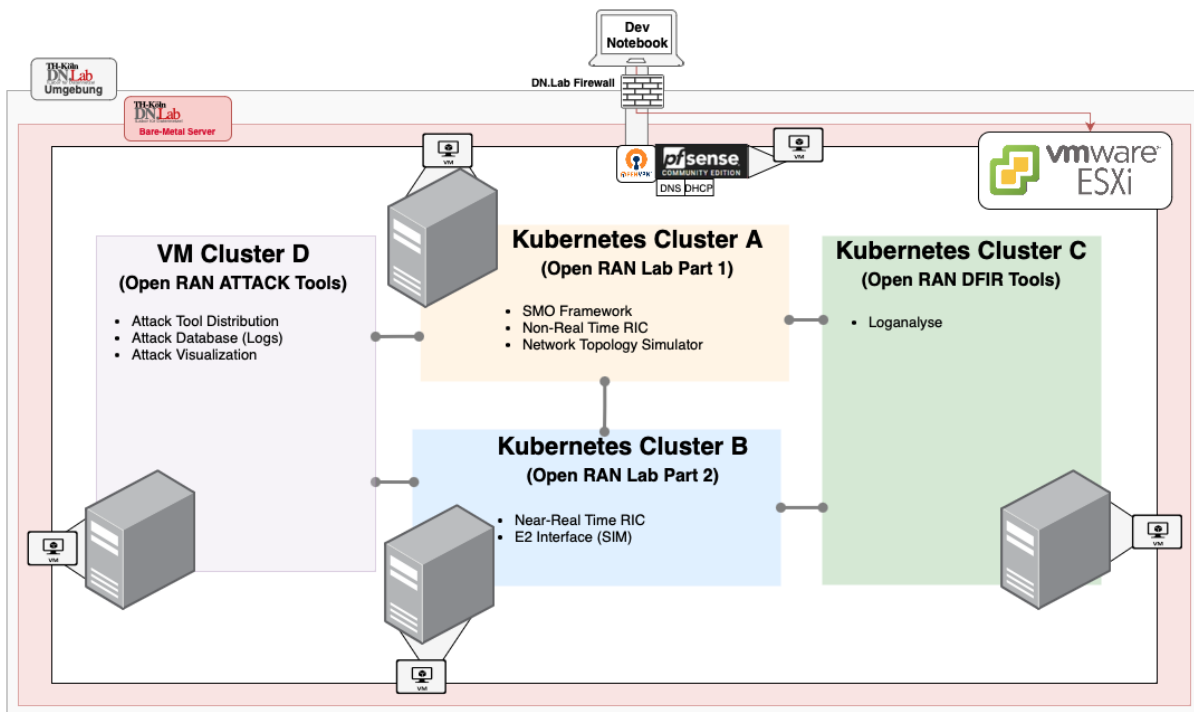 Dev
Notebook
DN.Lab Firewall
TH-Köln
DN.Lab
Umgebung
TH-Köln
DN.Lab
Bare-Metal Server
VM
OPENVPN
pfsense
COMMUNITY EDITION
DNS DHCP
VM
vmware
ESXi
VM Cluster D
(Open RAN ATTACK Tools)
• Attack Tool Distribution
• Attack Database (Logs)
• Attack Visualization
Kubernetes Cluster A
(Open RAN Lab Part 1)
• SMO Framework
• Non-Real Time RIC
• Network Topology Simulator
Kubernetes Cluster C
(Open RAN DFIR Tools)
• Loganalyse
Kubernetes Cluster B
(Open RAN Lab Part 2)
• Near-Real Time RIC
• E2 Interface (SIM)
VM
VM
VM